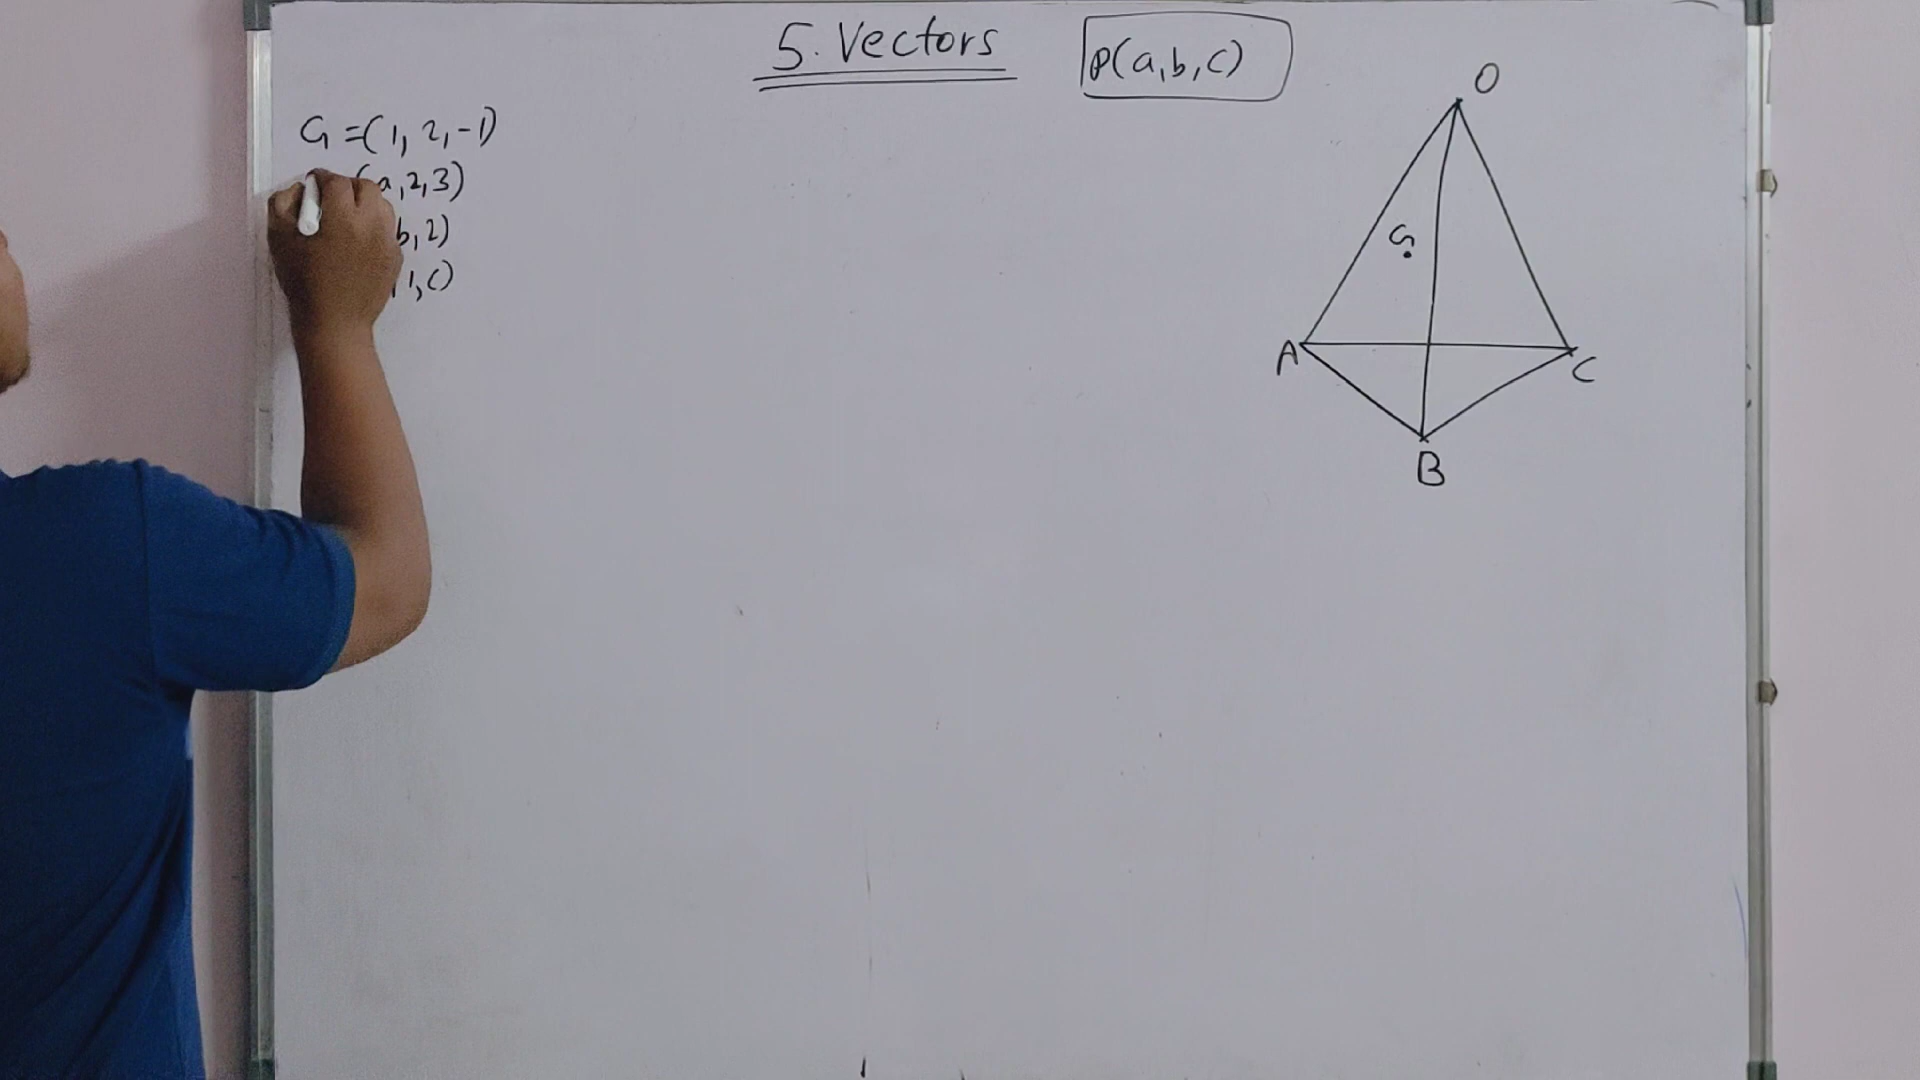 5. Vectors
P(a,b,c)
G=(1, 2,-1)
(a,2,3)
b,2)
1,c)
O
G
A
C
B